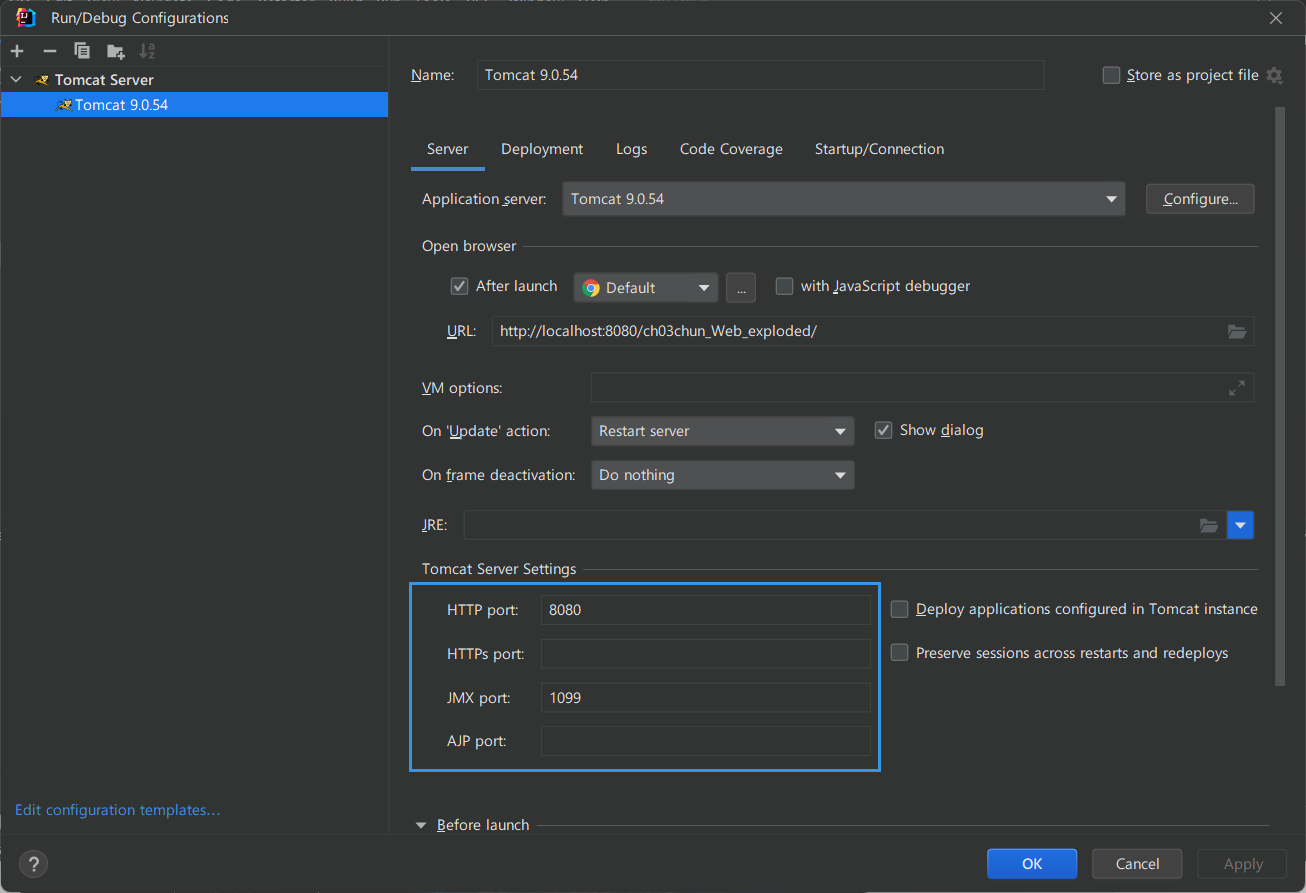 Run/Debug Configurations
Tomcat Server
Tomcat 9.0.54
Name: Tomcat 9.0.54 Store as project file
Server Deployment Logs Code Coverage Startup/Connection
Application server: Tomcat 9.0.54 Configure...
Open browser
After launch Default ... with JavaScript debugger
URL: http://localhost:8080/ch03chun_Web_exploded/
VM options:
On 'Update' action: Restart server Show dialog
On frame deactivation: Do nothing
JRE:
Tomcat Server Settings
HTTP port: 8080 Deploy applications configured in Tomcat instance
HTTPs port: Preserve sessions across restarts and redeploys
JMX port: 1099
AJP port:
Edit configuration templates...
Before launch
? OK Cancel Apply